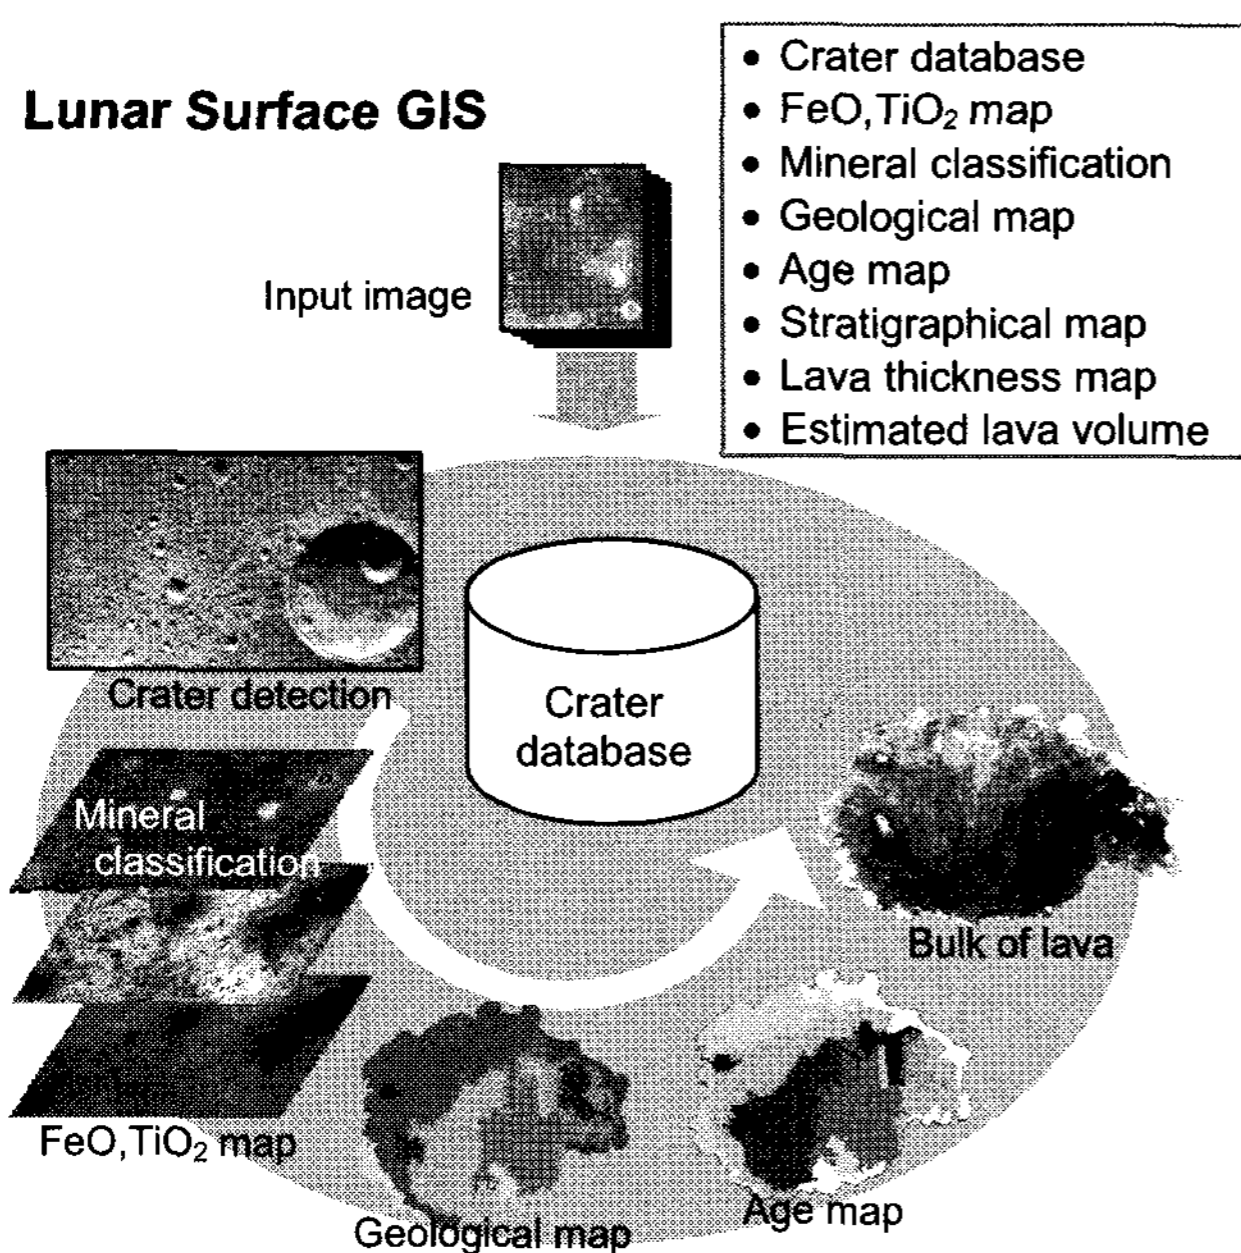 Lunar Surface GIS
• Crater database
• FeO,TiO₂ map
• Mineral classification
• Geological map
• Age map
• Stratigraphical map
• Lava thickness map
• Estimated lava volume
Input image
Crater detection
Crater
database
Mineral
classification
FeO,TiO₂ map
Geological map
Age map
Bulk of lava